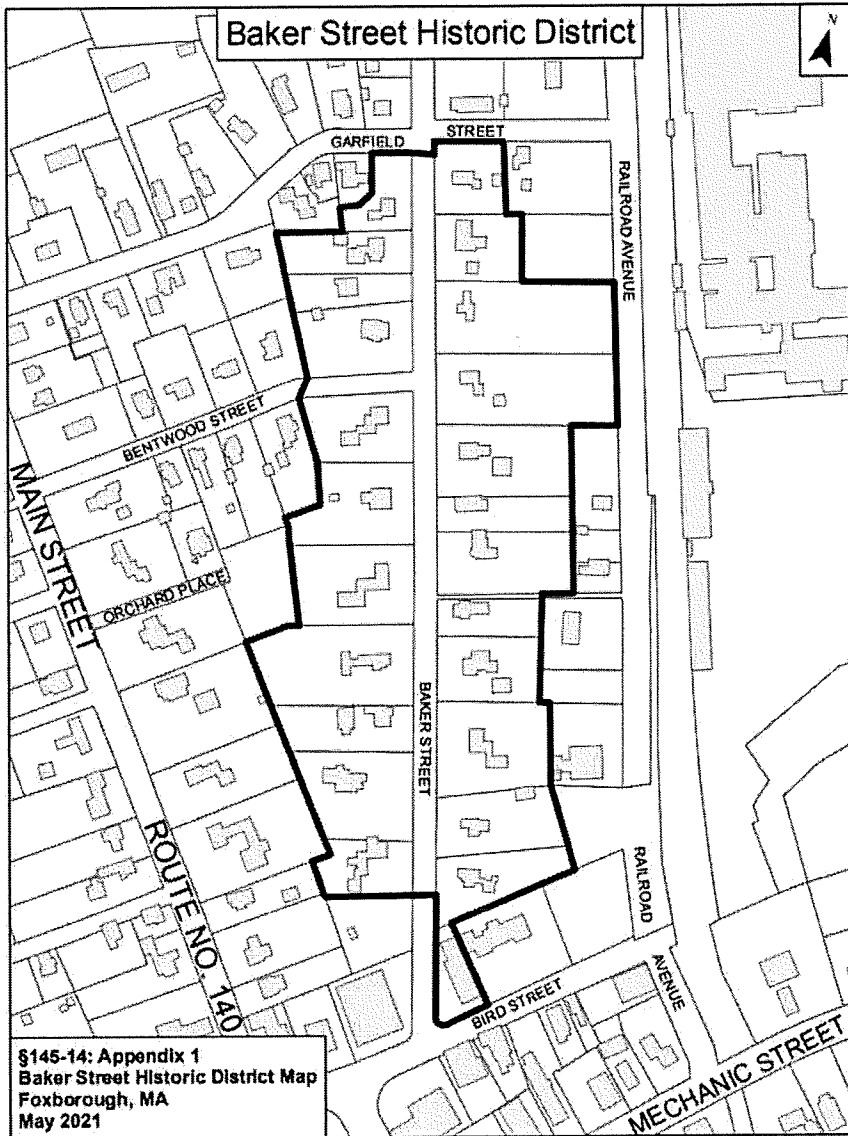 Baker Street Historic District
N
GARFIELD STREET
RAILROAD AVENUE
BENTWOOD STREET
MAIN STREET
ORCHARD PLACE
BAKER STREET
ROUTE NO. 140
RAILROAD AVENUE
BIRD STREET
MECHANIC STREET
§145-14: Appendix 1
Baker Street Historic District Map
Foxborough, MA
May 2021